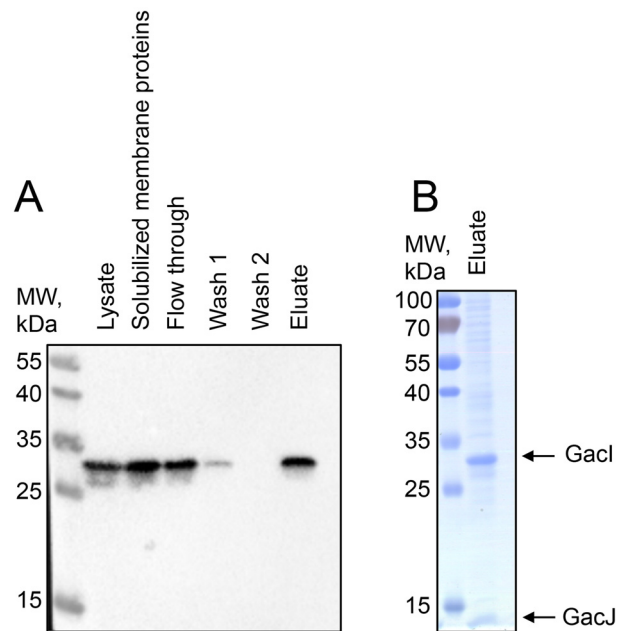 A
MW,
kDa
Lysate
Solubilized membrane proteins
Flow through
Wash 1
Wash 2
Eluate
55
40
35
25
15
B
MW,
kDa
Eluate
100
70
55
40
35
25
15
GacI
GacJ